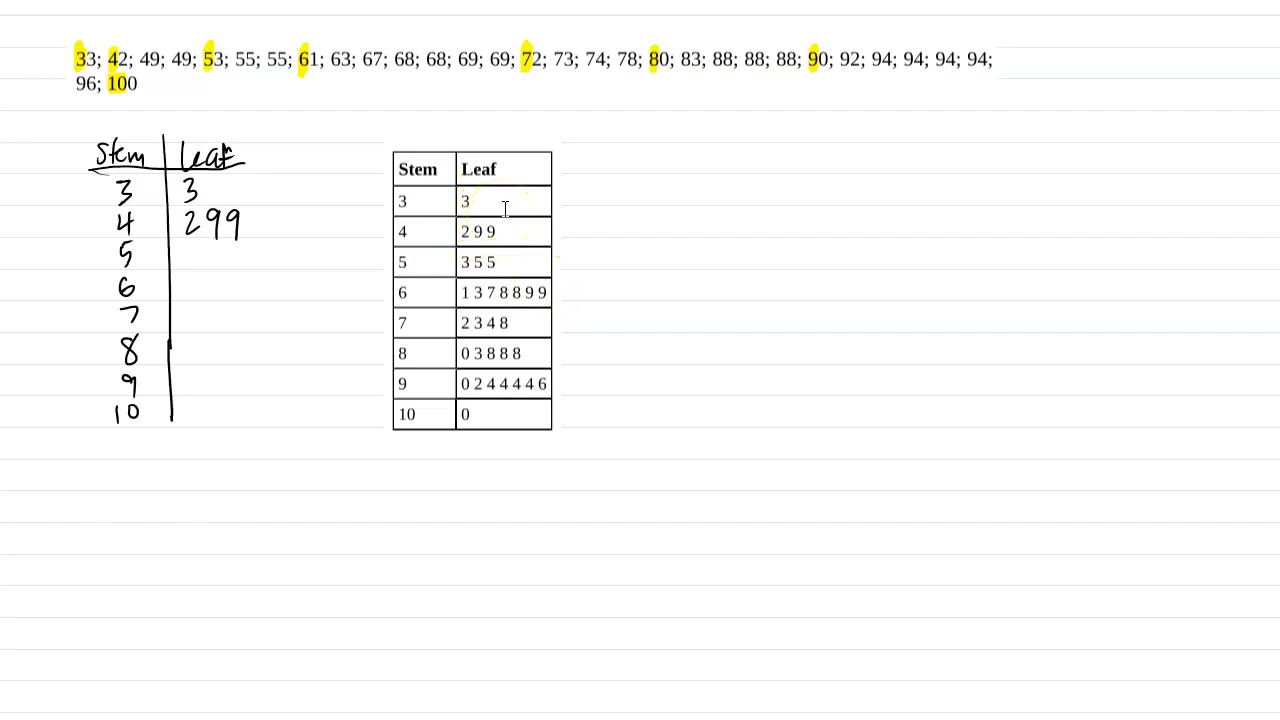 33; 42; 49; 49; 53; 55; 55; 61; 63; 67; 68; 68; 69; 69; 72; 73; 74; 78; 80; 83; 88; 88; 88; 90; 92; 94; 94; 94; 94;
96; 100
Stem Leaf
3 3
4 299
5
6
7
8
9
10
Stem Leaf
3 3
4 2 9 9
5 3 5 5
6 1 3 7 8 8 9 9
7 2 3 4 8
8 0 3 8 8 8
9 0 2 4 4 4 4 6
10 0